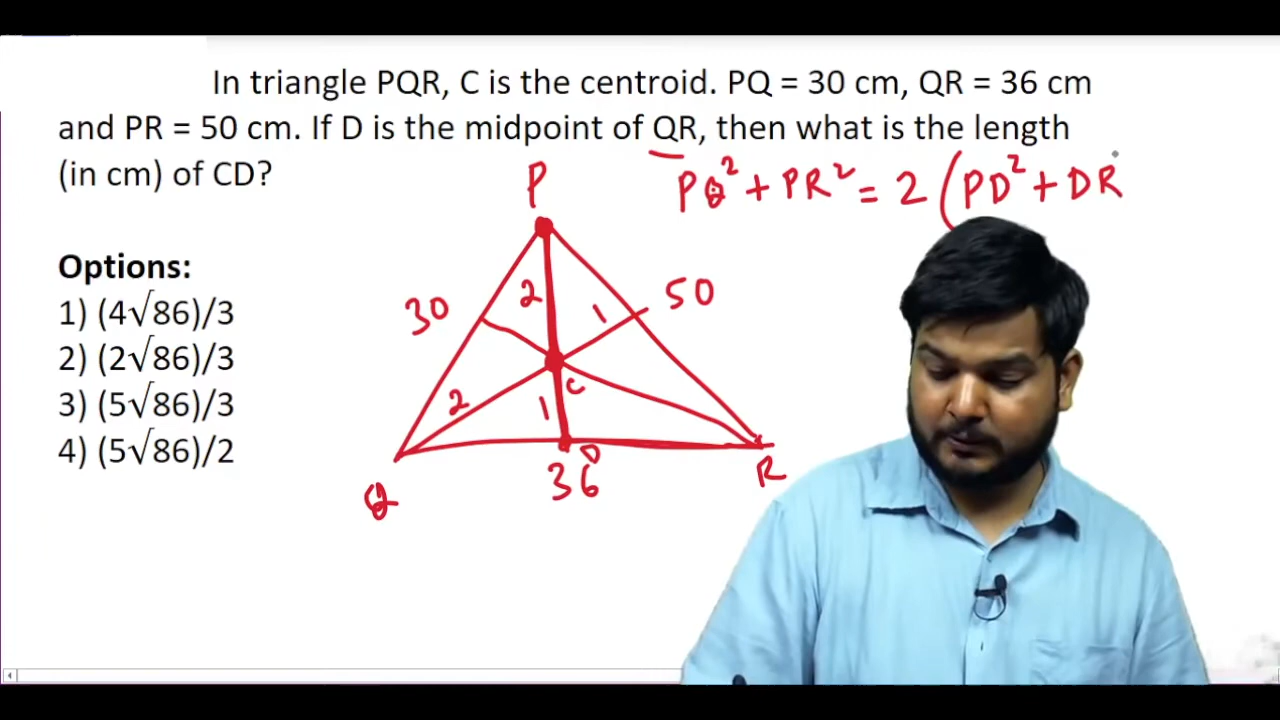 In triangle PQR, C is the centroid. PQ = 30 cm, QR = 36 cm
and PR = 50 cm. If D is the midpoint of QR, then what is the length
(in cm) of CD?
PQ² + PR² = 2 (PD² + DR
Options:
1) (4√86)/3
2) (2√86)/3
3) (5√86)/3
4) (5√86)/2
P
30
2
1
50
2
1
C
D
Q
36
R